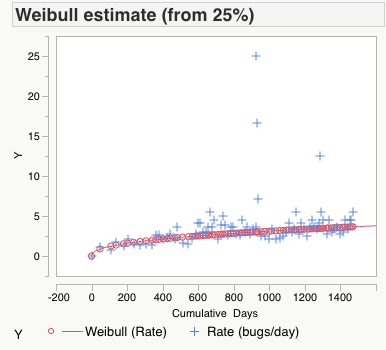 Weibull estimate (from 25%)
25
20
15
10
5
0
Y
-200 0 200 400 600 800 1000 1200 1400
Cumulative Days
Y Weibull (Rate) Rate (bugs/day)